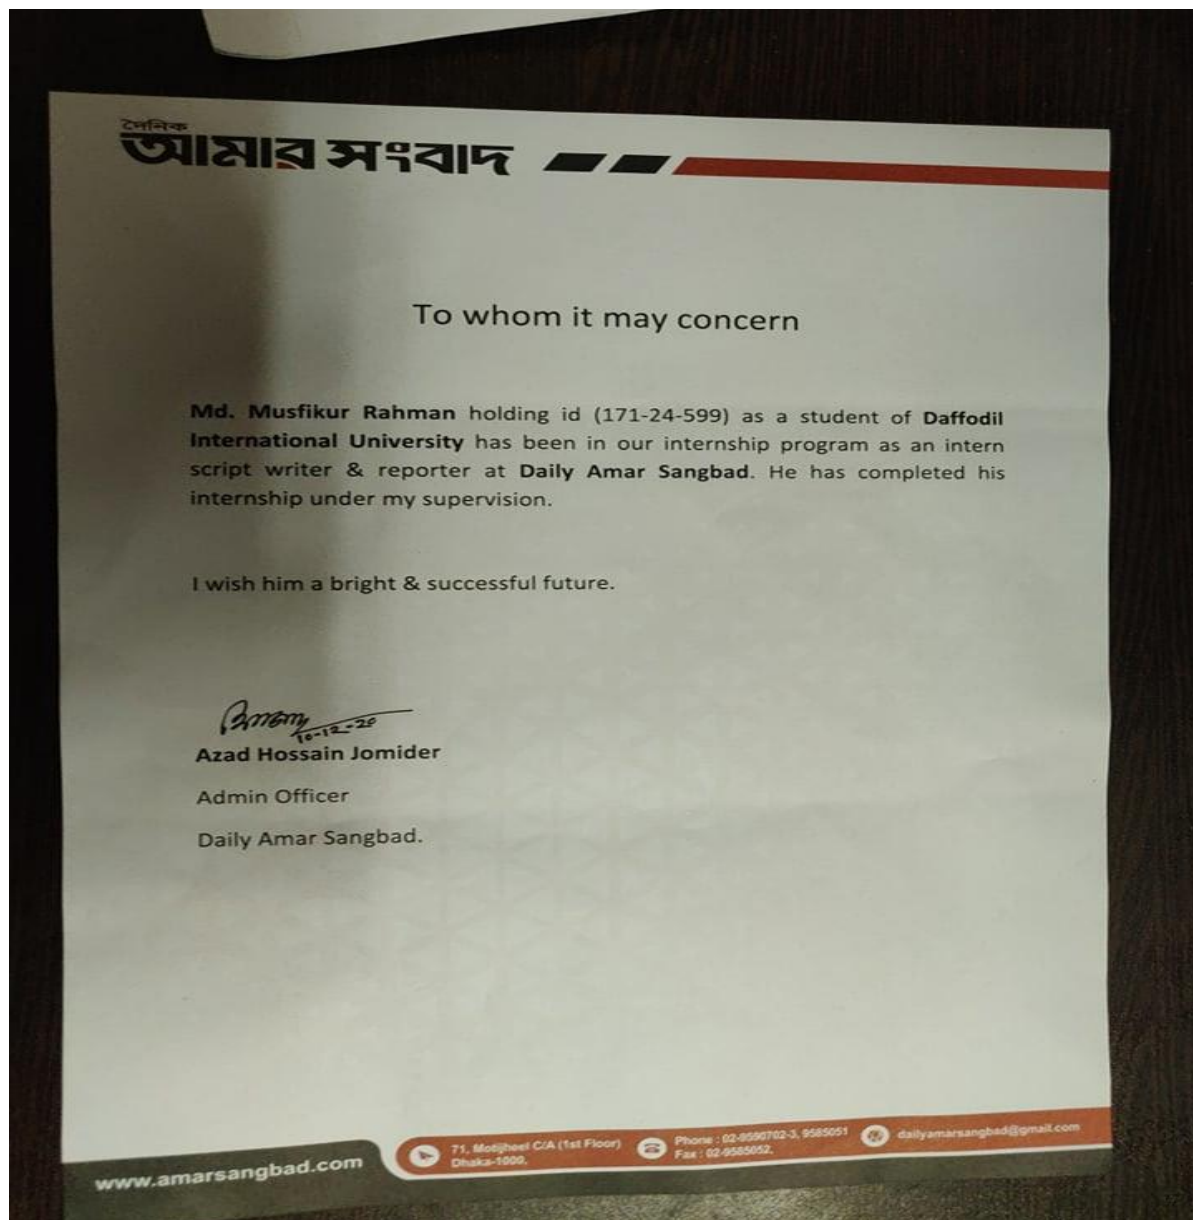 দৈনিক
আমার সংবাদ
To whom it may concern
Md. Musfikur Rahman holding id (171-24-599) as a student of Daffodil
International University has been in our internship program as an intern
script writer & reporter at Daily Amar Sangbad. He has completed his
internship under my supervision.
I wish him a bright & successful future.
10-12-20
Azad Hossain Jomider
Admin Officer
Daily Amar Sangbad.
www.amarsangbad.com
71, Motijheel C/A (1st Floor)
Dhaka-1000,
Phone : 02-9590702-3, 9585051
Fax : 02-9585052,
dailyamarsangbad@gmail.com